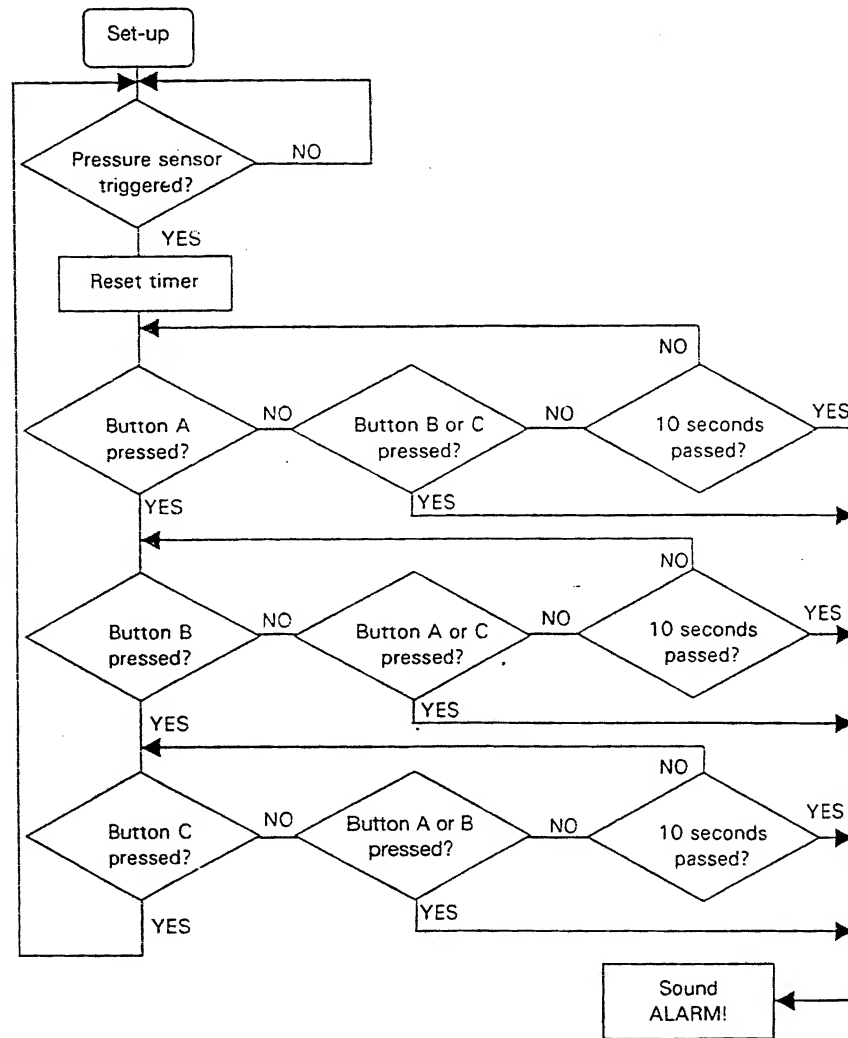 Set-up
Pressure sensor
triggered?
NO
YES
Reset timer
NO
Button A
pressed?
NO
Button B or C
pressed?
NO
10 seconds
passed?
YES
YES
YES
NO
Button B
pressed?
NO
Button A or C
pressed?
NO
10 seconds
passed?
YES
YES
YES
NO
Button C
pressed?
NO
Button A or B
pressed?
NO
10 seconds
passed?
YES
YES
YES
Sound
ALARM!